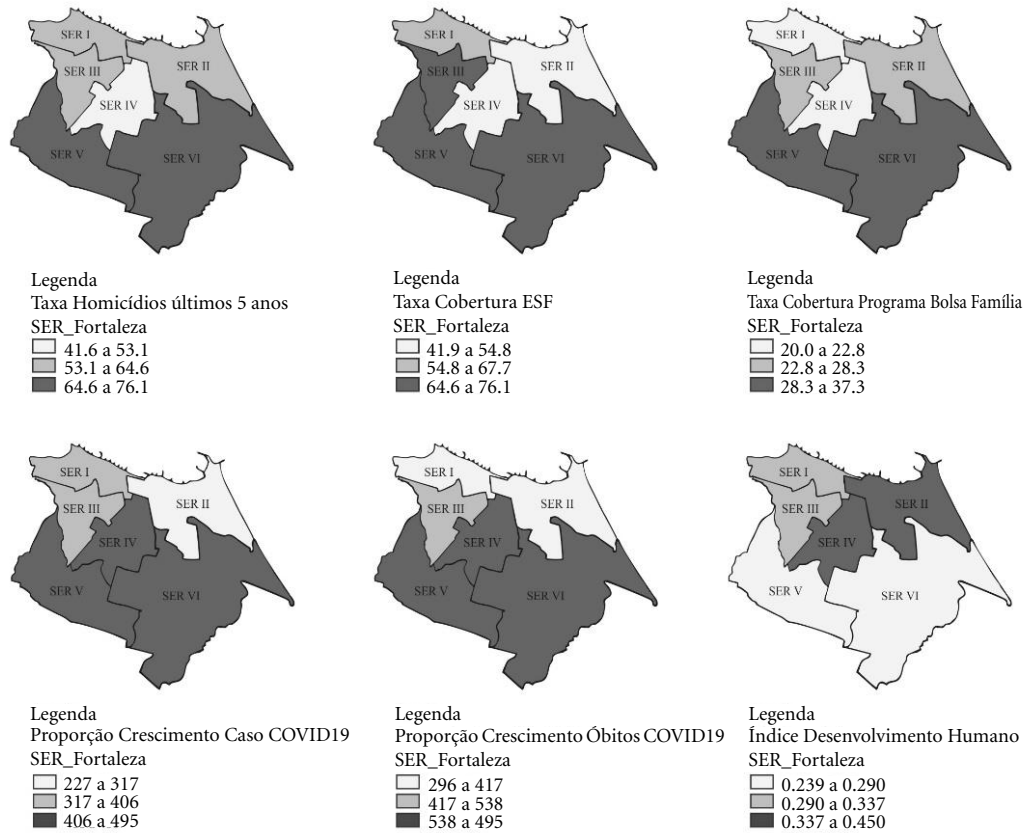 SER I
SER II
SER III
SER IV
SER V
SER VI
Legenda
Taxa Homicídios últimos 5 anos
SER_Fortaleza
41.6 a 53.1
53.1 a 64.6
64.6 a 76.1
SER I
SER II
SER III
SER IV
SER V
SER VI
Legenda
Taxa Cobertura ESF
SER_Fortaleza
41.9 a 54.8
54.8 a 67.7
64.6 a 76.1
SER I
SER II
SER III
SER IV
SER V
SER VI
Legenda
Taxa Cobertura Programa Bolsa Família
SER_Fortaleza
20.0 a 22.8
22.8 a 28.3
28.3 a 37.3
SER I
SER II
SER III
SER IV
SER V
SER VI
Legenda
Proporção Crescimento Caso COVID19
SER_Fortaleza
227 a 317
317 a 406
406 a 495
SER I
SER II
SER III
SER IV
SER V
SER VI
Legenda
Proporção Crescimento Óbitos COVID19
SER_Fortaleza
296 a 417
417 a 538
538 a 495
SER I
SER II
SER III
SER IV
SER V
SER VI
Legenda
Índice Desenvolvimento Humano
SER_Fortaleza
0.239 a 0.290
0.290 a 0.337
0.337 a 0.450